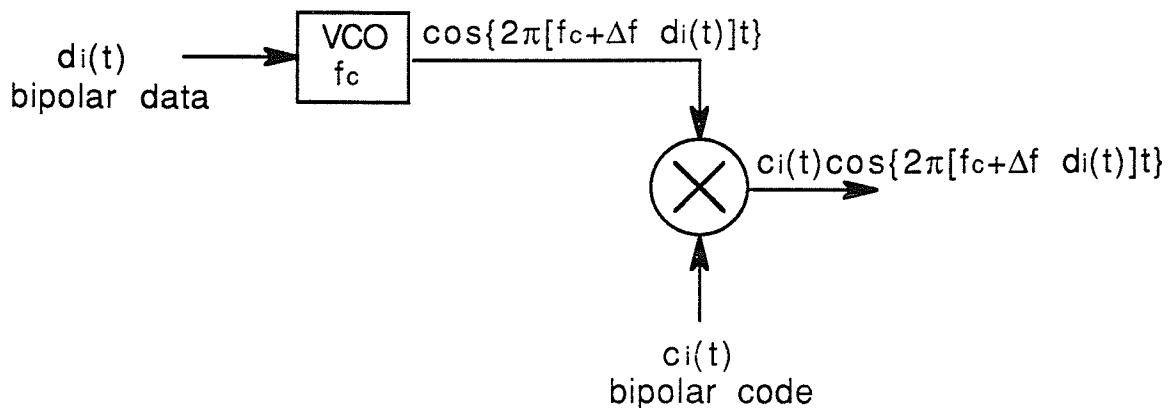 di(t)
bipolar data
VCO
fc
cos{2π[fc+Δf di(t)]t}
ci(t)cos{2π[fc+Δf di(t)]t}
ci(t)
bipolar code